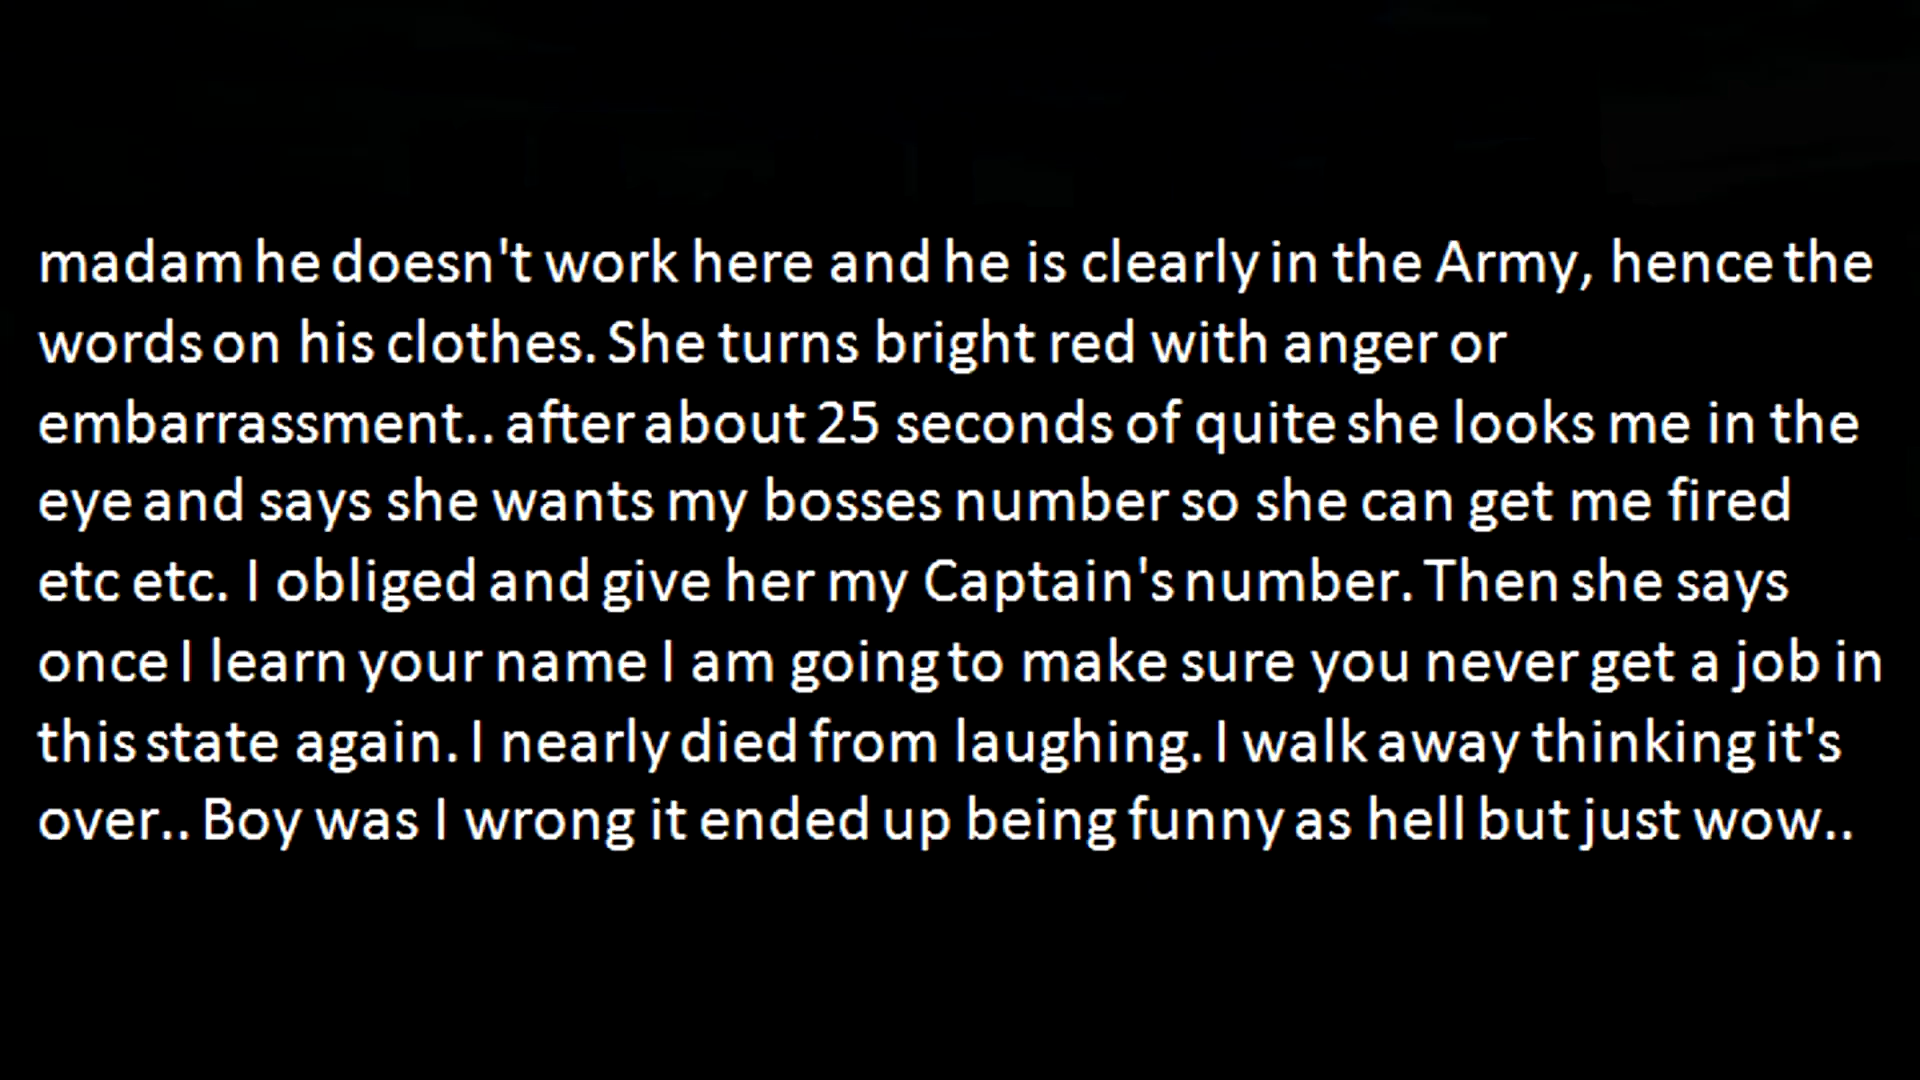 madam he doesn't work here and he is clearly in the Army, hence the
words on his clothes. She turns bright red with anger or
embarrassment.. after about 25 seconds of quite she looks me in the
eye and says she wants my bosses number so she can get me fired
etc etc. I obliged and give her my Captain's number. Then she says
once I learn your name I am going to make sure you never get a job in
this state again. I nearly died from laughing. I walk away thinking it's
over.. Boy was I wrong it ended up being funny as hell but just wow..